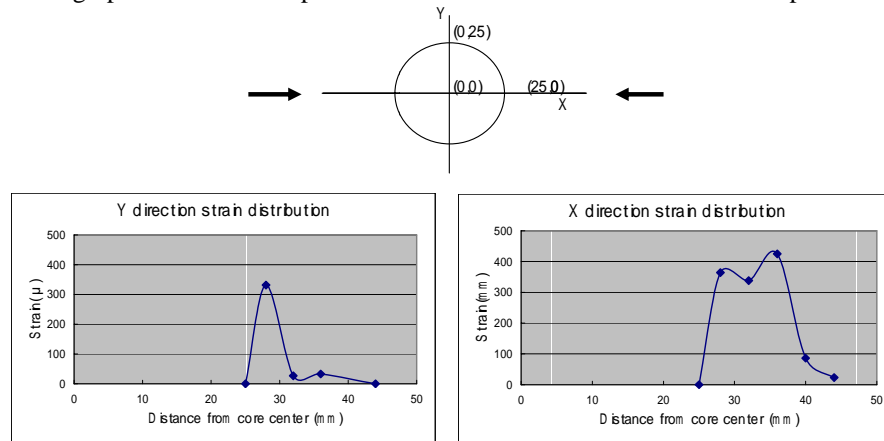 Y
(0,25)
(0,0) (25,0)
X
Y direction strain distribution
500
400
300
200
100
0
Strain(μ)
0 10 20 30 40 50
Distance from core center (mm)
X direction strain distribution
500
400
300
200
100
0
Strain(mm)
0 10 20 30 40 50
Distance from core center (mm)